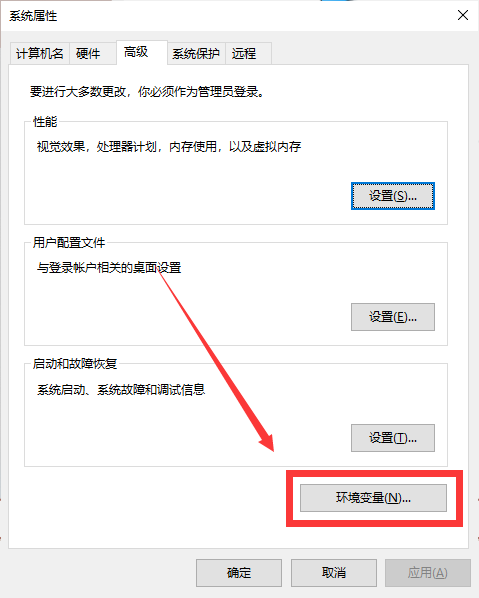 系统属性
计算机名 硬件 高级 系统保护 远程
要进行大多数更改，你必须作为管理员登录。
性能
视觉效果，处理器计划，内存使用，以及虚拟内存
设置(S)...
用户配置文件
与登录帐户相关的桌面设置
设置(E)...
启动和故障恢复
系统启动、系统故障和调试信息
设置(T)...
环境变量(N)...
确定 取消 应用(A)